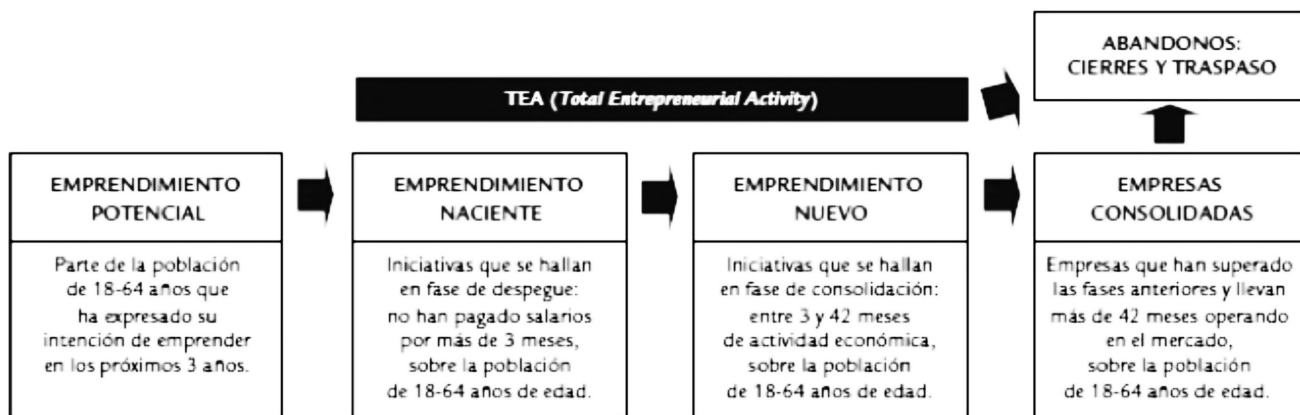 ABANDONOS:
CIERRES Y TRASPASO
TEA (Total Entrepreneurial Activity)
EMPRENDIMIENTO
POTENCIAL
Parte de la población
de 18-64 años que
ha expresado su
intención de emprender
en los próximos 3 años.
EMPRENDIMIENTO
NACIENTE
Iniciativas que se hallan
en fase de despegue:
no han pagado salarios
por más de 3 meses,
sobre la población
de 18-64 años de edad.
EMPRENDIMIENTO
NUEVO
Iniciativas que se hallan
en fase de consolidación:
entre 3 y 42 meses
de actividad económica,
sobre la población
de 18-64 años de edad.
EMPRESAS
CONSOLIDADAS
Empresas que han superado
las fases anteriores y llevan
más de 42 meses operando
en el mercado,
sobre la población
de 18-64 años de edad.